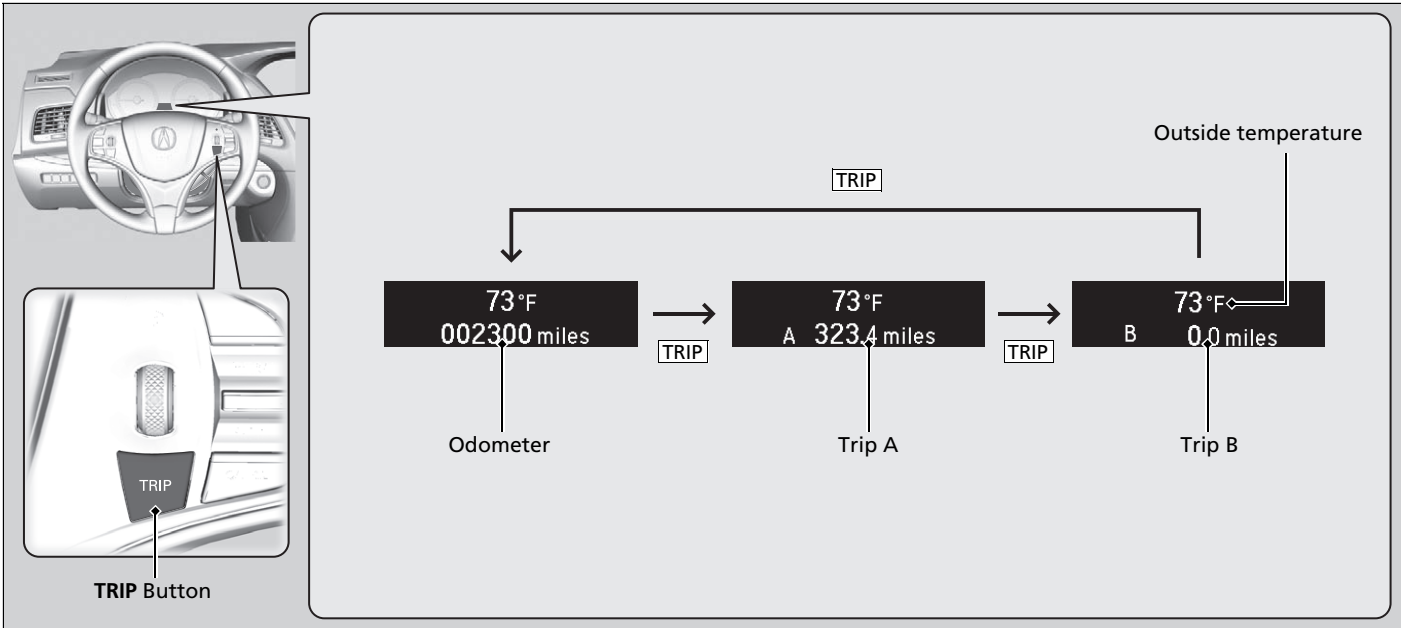 Outside temperature
TRIP
73°F
002300 miles
TRIP
73°F
A 323.4 miles
TRIP
73°F
B 0.0 miles
Odometer
Trip A
Trip B
TRIP
TRIP Button